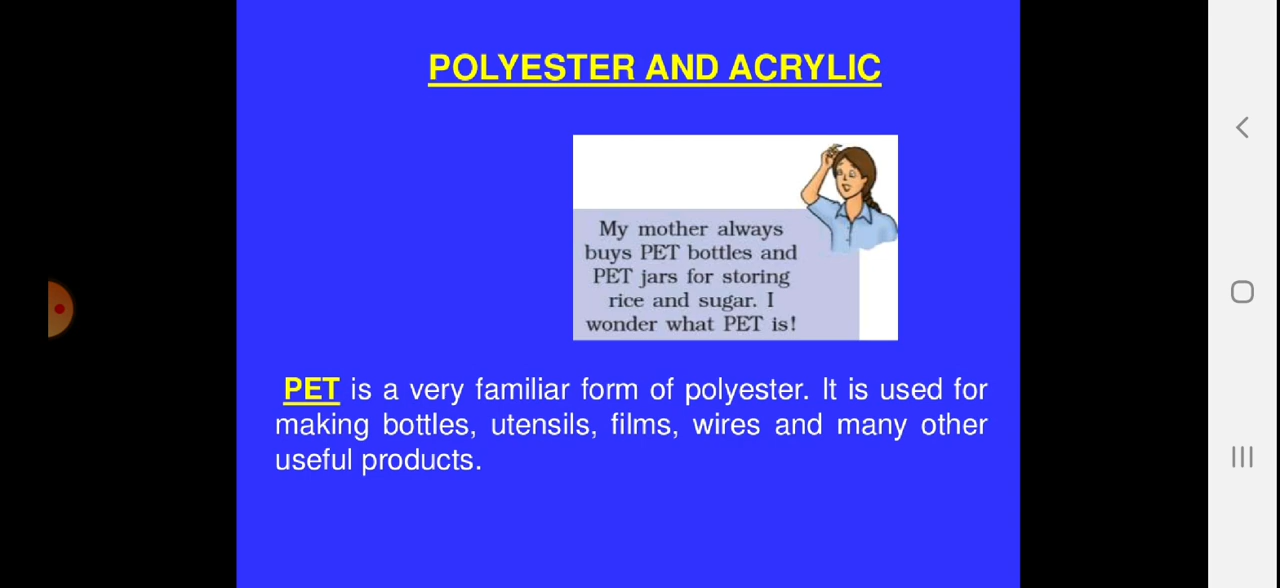 POLYESTER AND ACRYLIC
My mother always
buys PET bottles and
PET jars for storing
rice and sugar. I
wonder what PET is!
PET is a very familiar form of polyester. It is used for
making bottles, utensils, films, wires and many other
useful products.